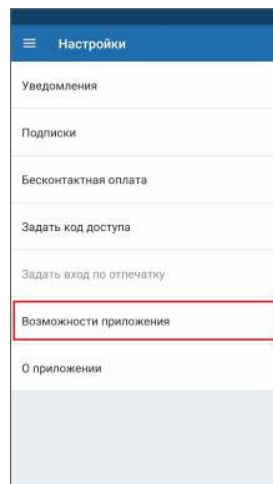 Настройки
Уведомления
Подписки
Бесконтактная оплата
Задать код доступа
Задать вход по отпечатку
Возможности приложения
О приложении